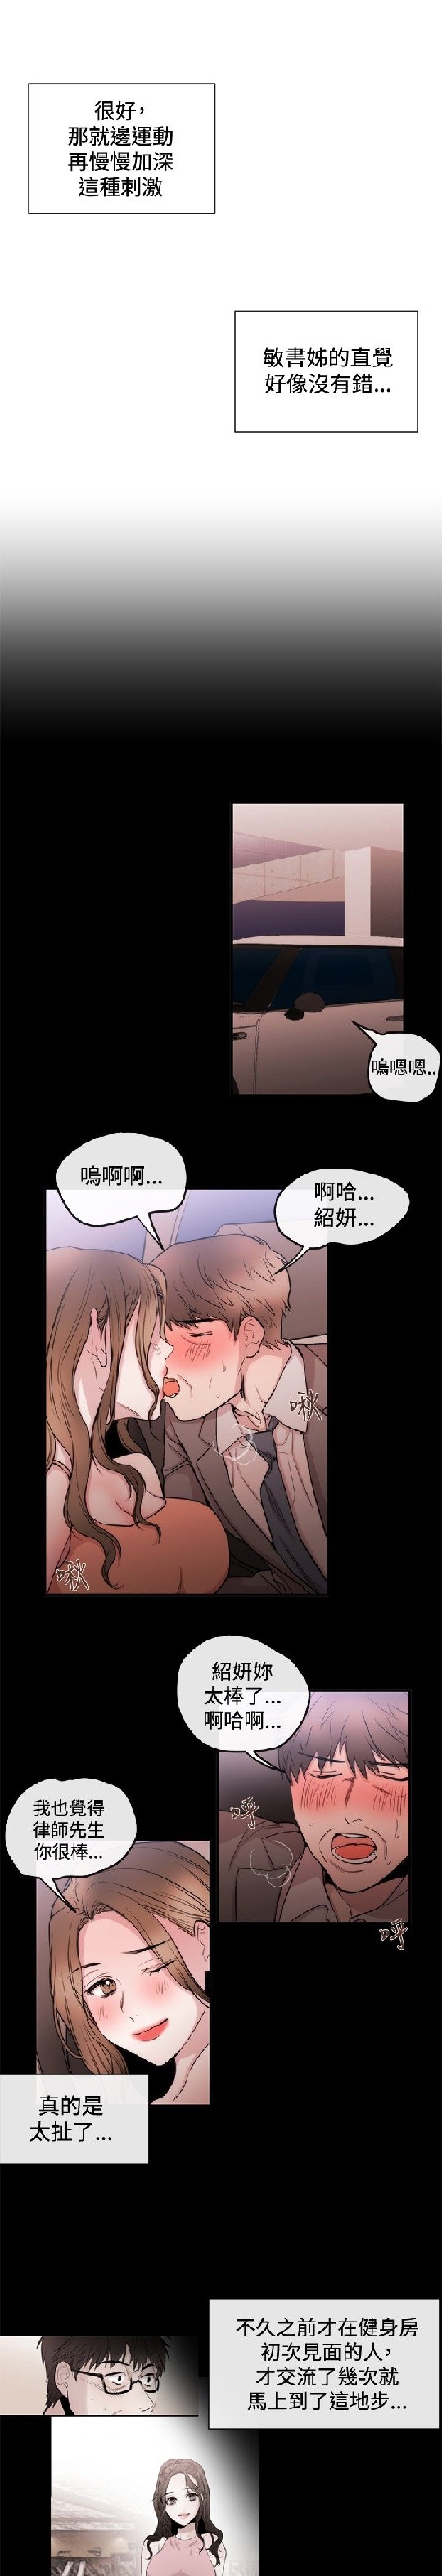 很好,
那就邊運動
再慢慢加深
這種刺激
敏書姊的直覺
好像沒有錯...
嗚嗯嗯...
嗚啊啊...
啊哈...
紹妍...
啾
啾
紹妍妳
太棒了...
啊哈啊...
呼
我也覺得
律師先生
你很棒...
呼
真的是
太扯了...
不久之前才在健身房
初次見面的人,
才交流了幾次就
馬上到了這地步...